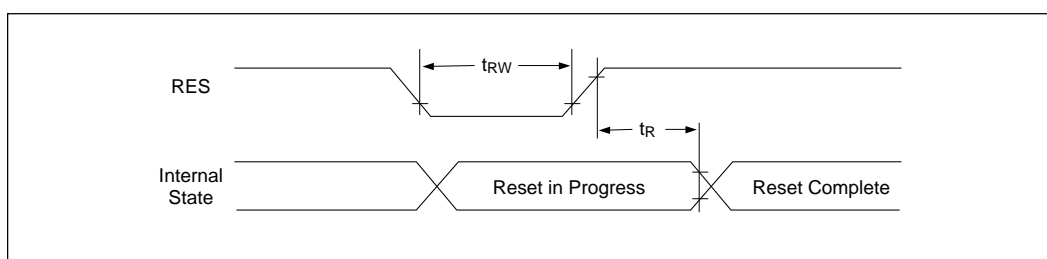 tRW
RES
tR
Internal
State
Reset in Progress
Reset Complete